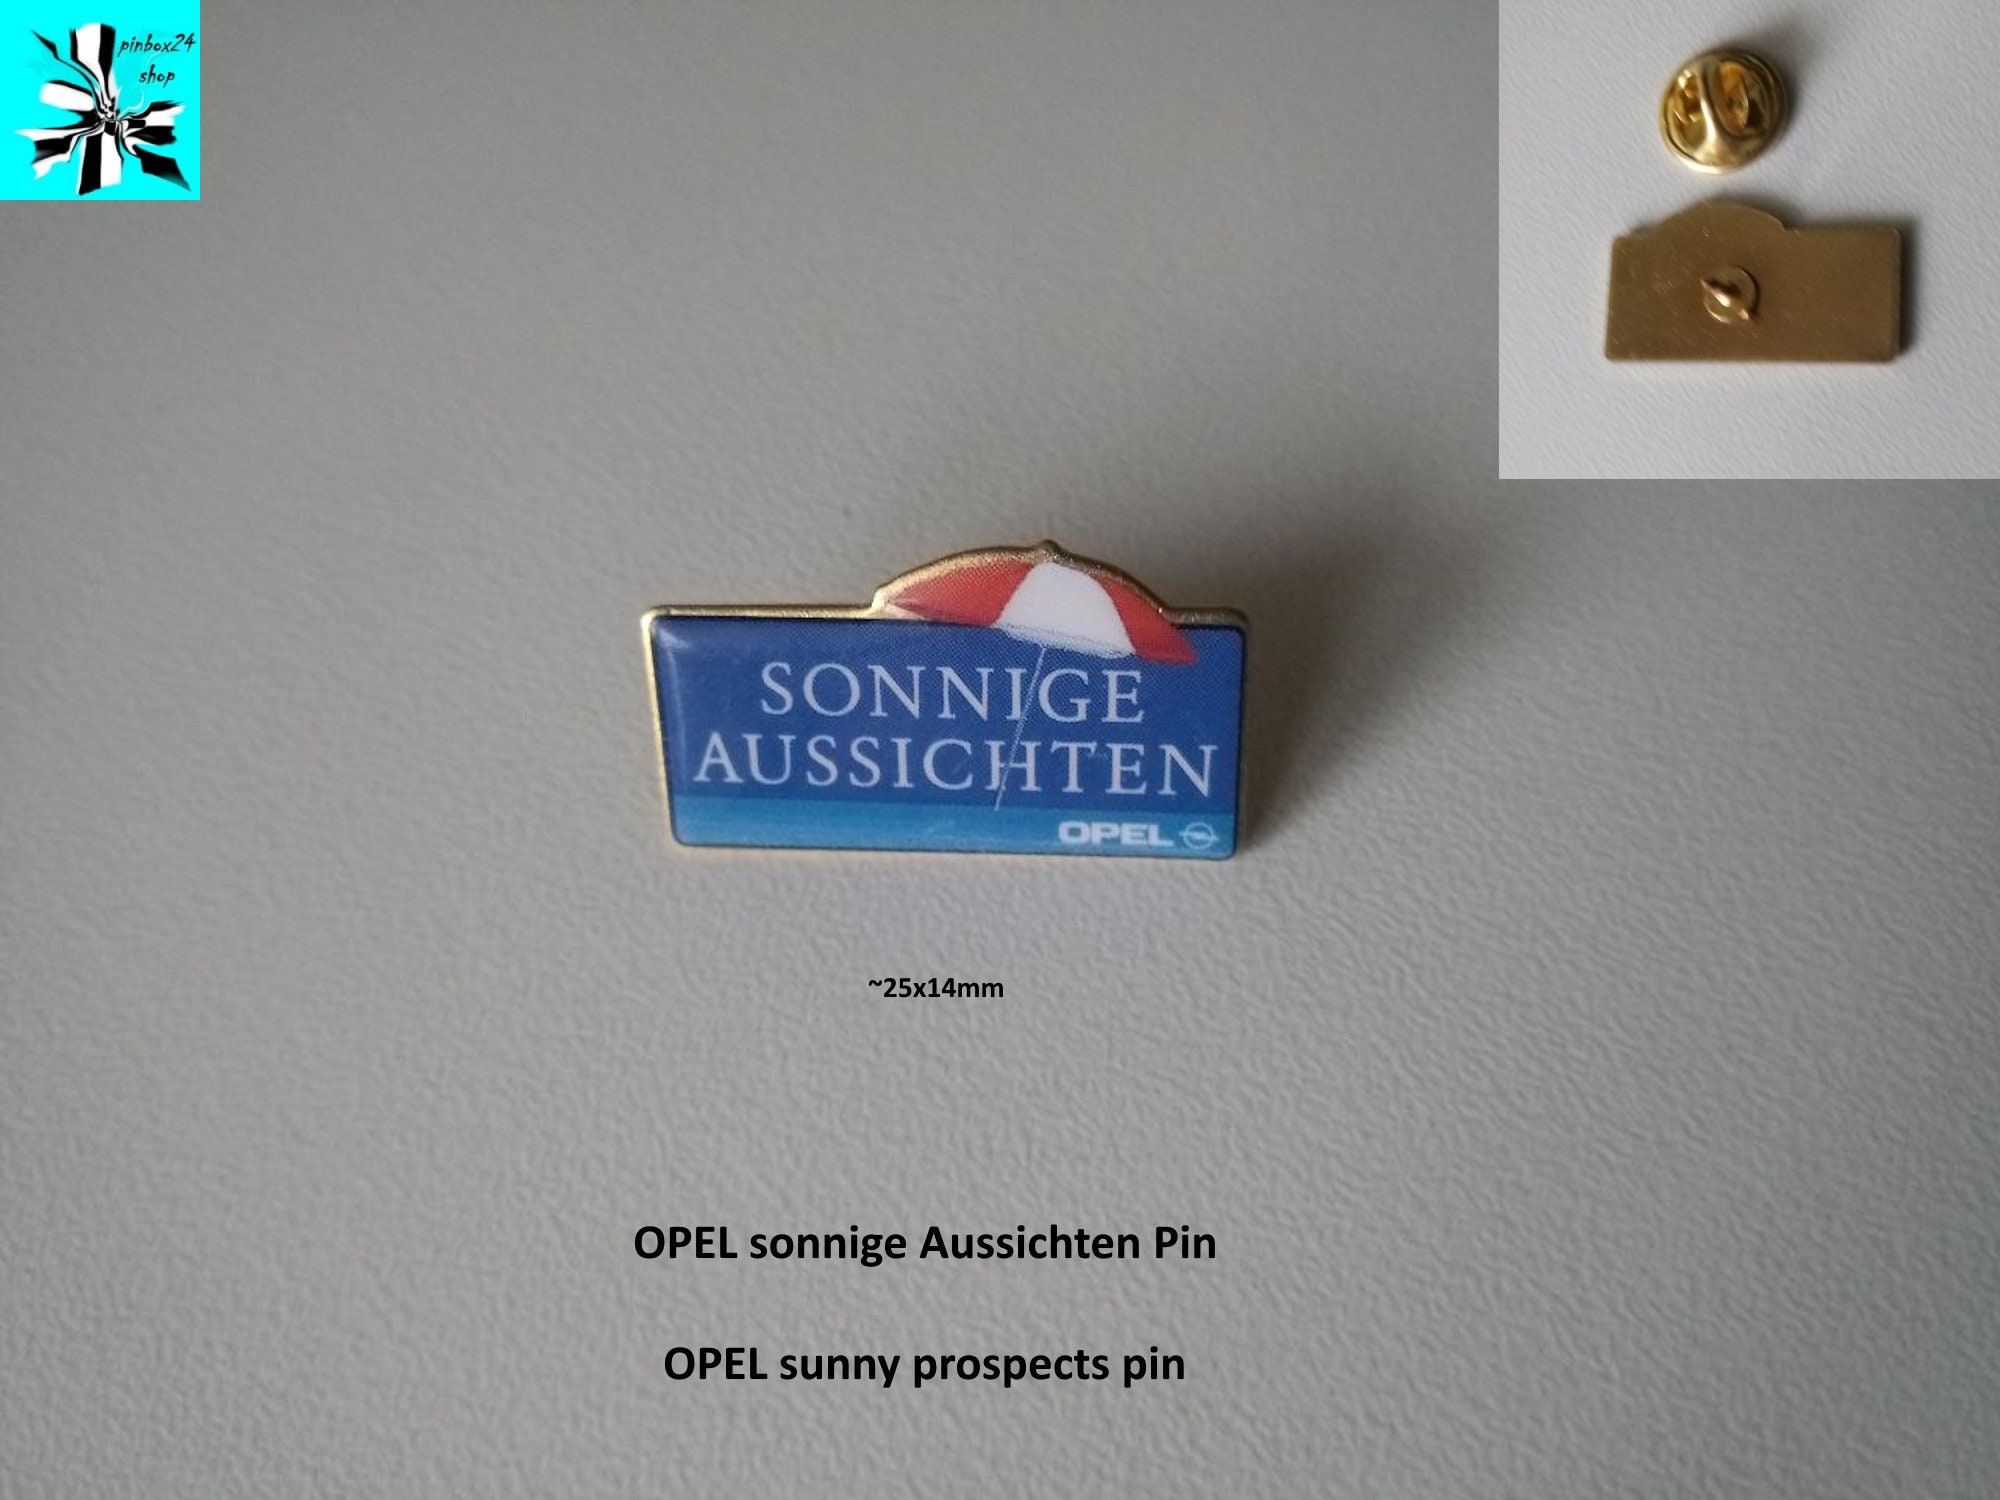 pinbox24
shop
SONNIGE
AUSSICHTEN
OPEL
~25x14mm
OPEL sonnige Aussichten Pin
OPEL sunny prospects pin